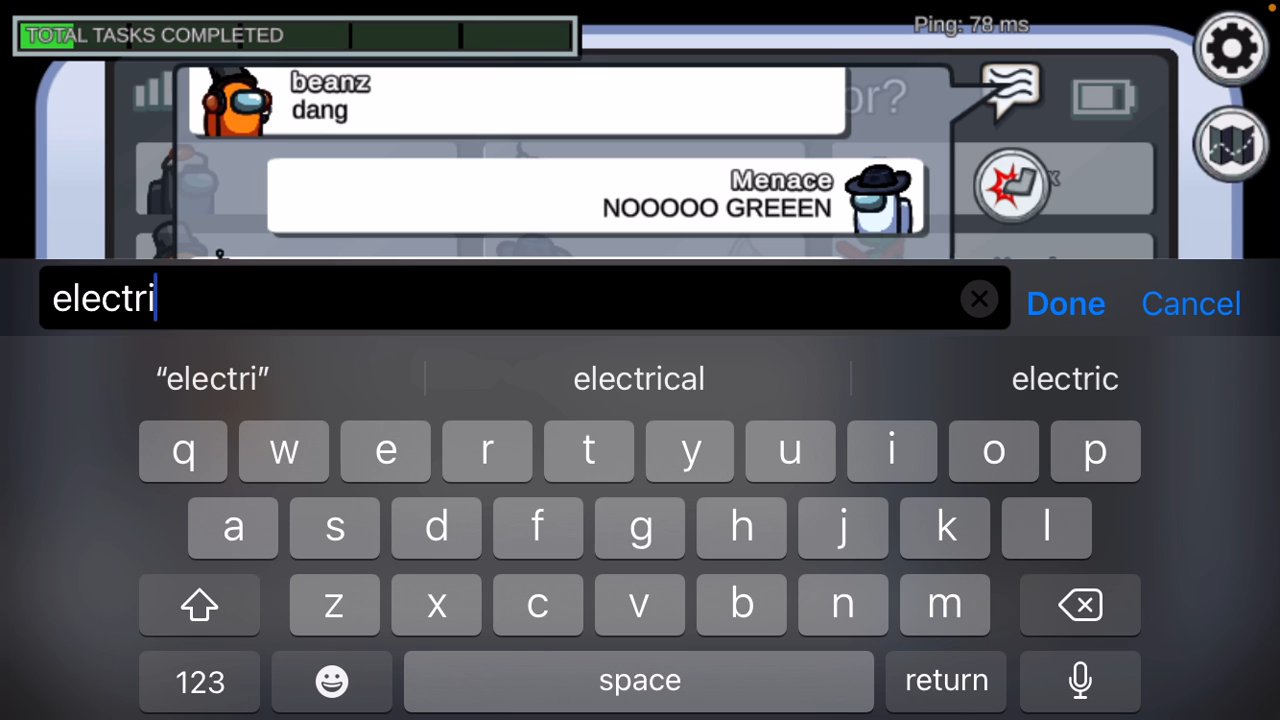 TOTAL TASKS COMPLETED
Ping: 78 ms
beanz
dang
or?
Menace
NOOOOO GREEEN
electri
Done
Cancel
“electri”
electrical
electric
q w e r t y u i o p
a s d f g h j k l
z x c v b n m
123
space
return